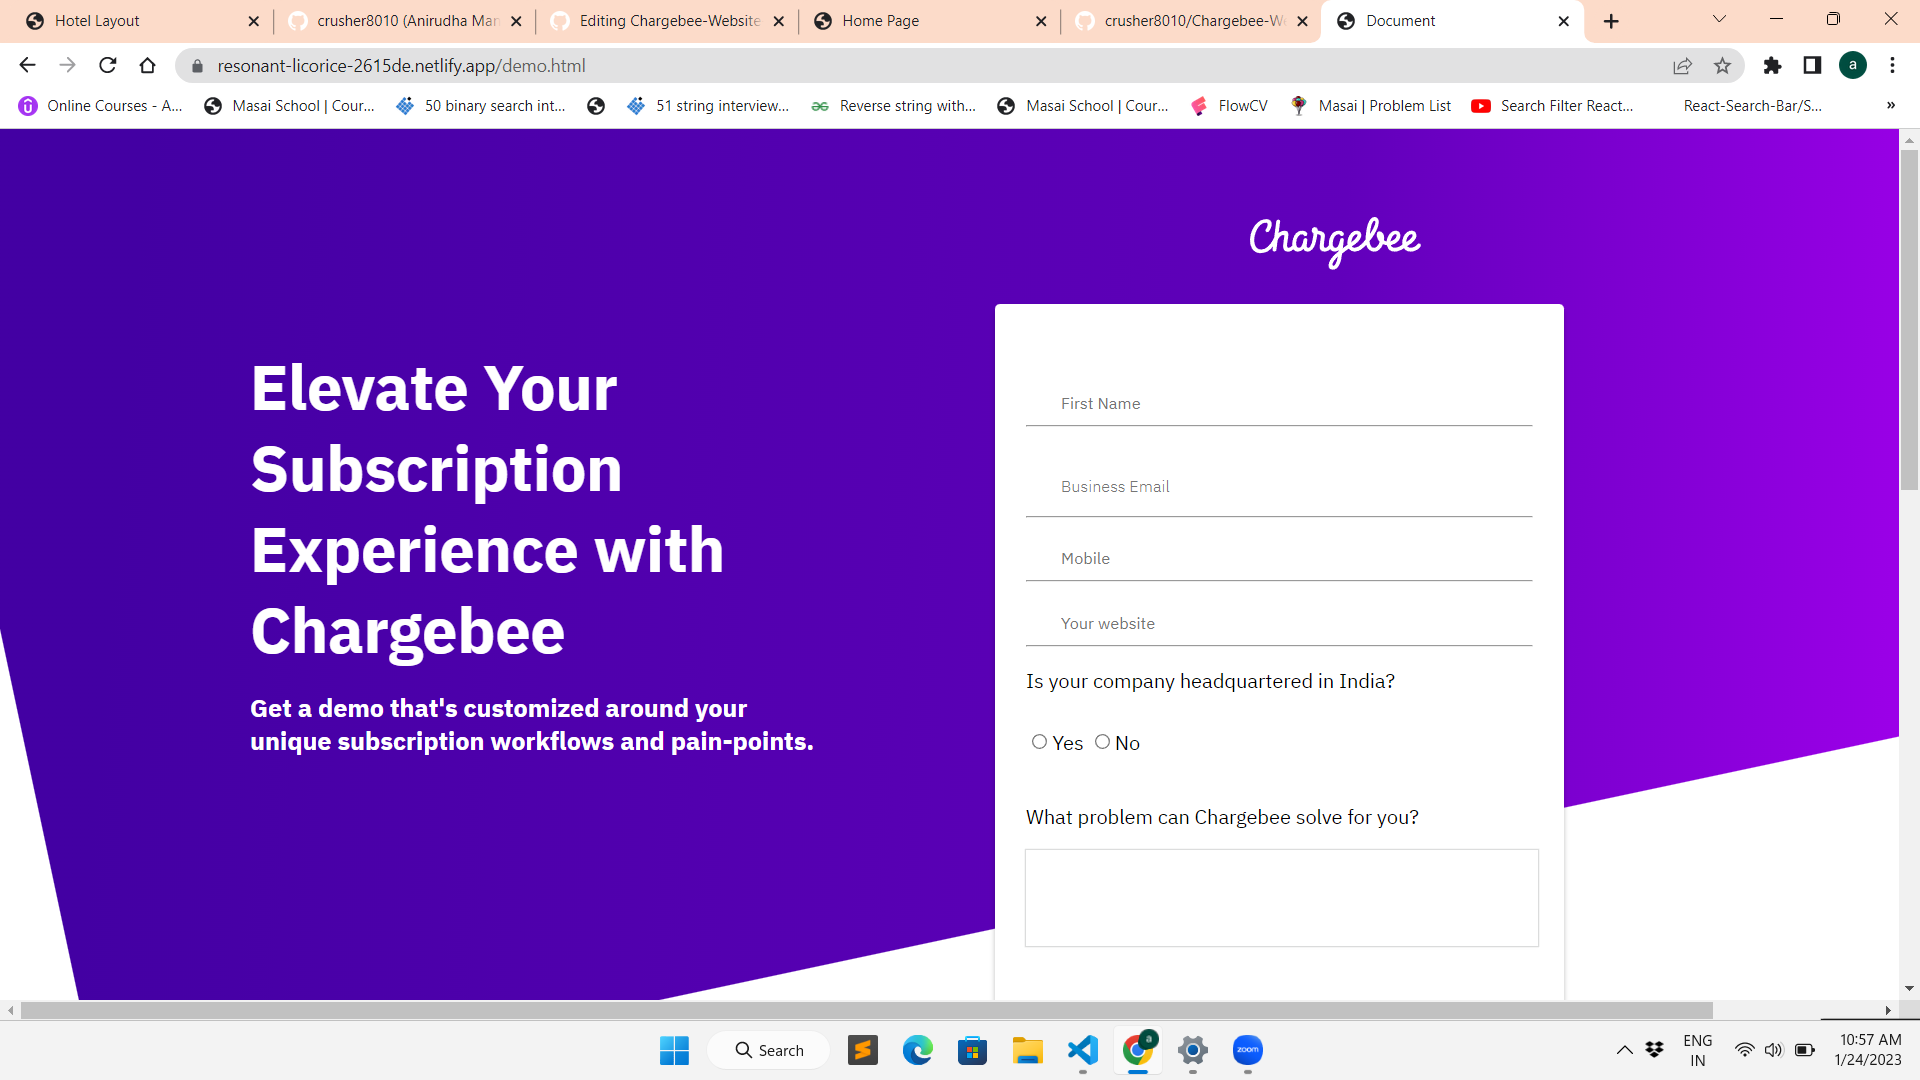 Hotel Layout
crusher8010 (Anirudha Man
Editing Chargebee-Website
Home Page
crusher8010/Chargebee-We
Document
resonant-licorice-2615de.netlify.app/demo.html
a
Online Courses - A...
Masai School | Cour...
50 binary search int...
51 string interview...
Reverse string with...
Masai School | Cour...
FlowCV
Masai | Problem List
Search Filter React...
React-Search-Bar/S...
»
Chargebee
Elevate Your
Subscription
Experience with
Chargebee
Get a demo that's customized around your
unique subscription workflows and pain-points.
First Name
Business Email
Mobile
Your website
Is your company headquartered in India?
Yes No
What problem can Chargebee solve for you?
Search
a
zoom
ENG
IN
10:57 AM
1/24/2023